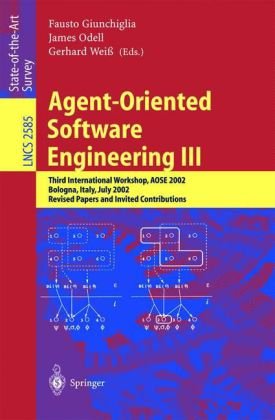 State-of-the-Art
Survey
LNCS 2585
Fausto Giunchiglia
James Odell
Gerhard Weiß (Eds.)
Agent-Oriented
Software
Engineering III
Third International Workshop, AOSE 2002
Bologna, Italy, July 2002
Revised Papers and Invited Contributions
Springer